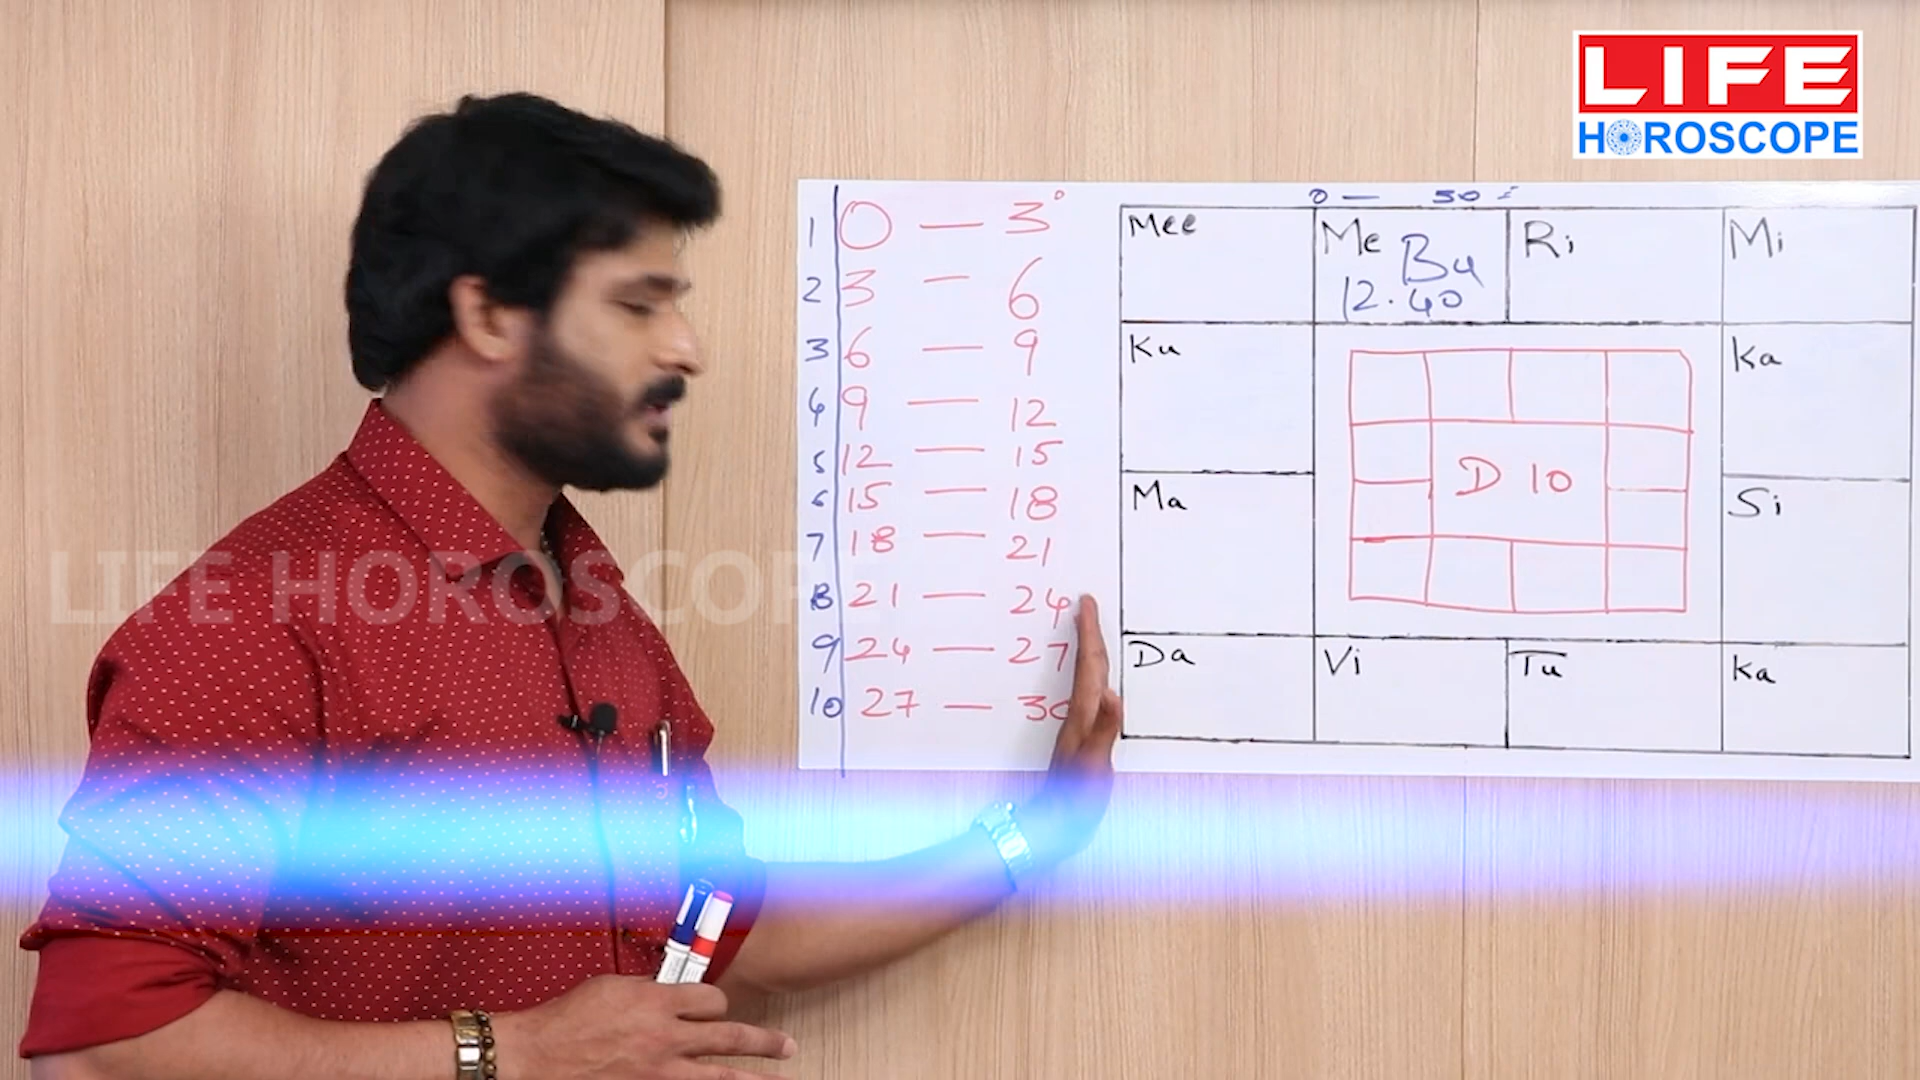 LIFE
HOROSCOPE
LIFE HOROSCOPE
1 0 — 3°
2 3 — 6
3 6 — 9
4 9 — 12
5 12 — 15
6 15 — 18
7 18 — 21
8 21 — 24
9 24 — 27
10 27 — 30
0 — 30
Mee Me Bu Ri Mi
12.40
Ku Ka
D 10
Ma Si
Da Vi Tu Ka